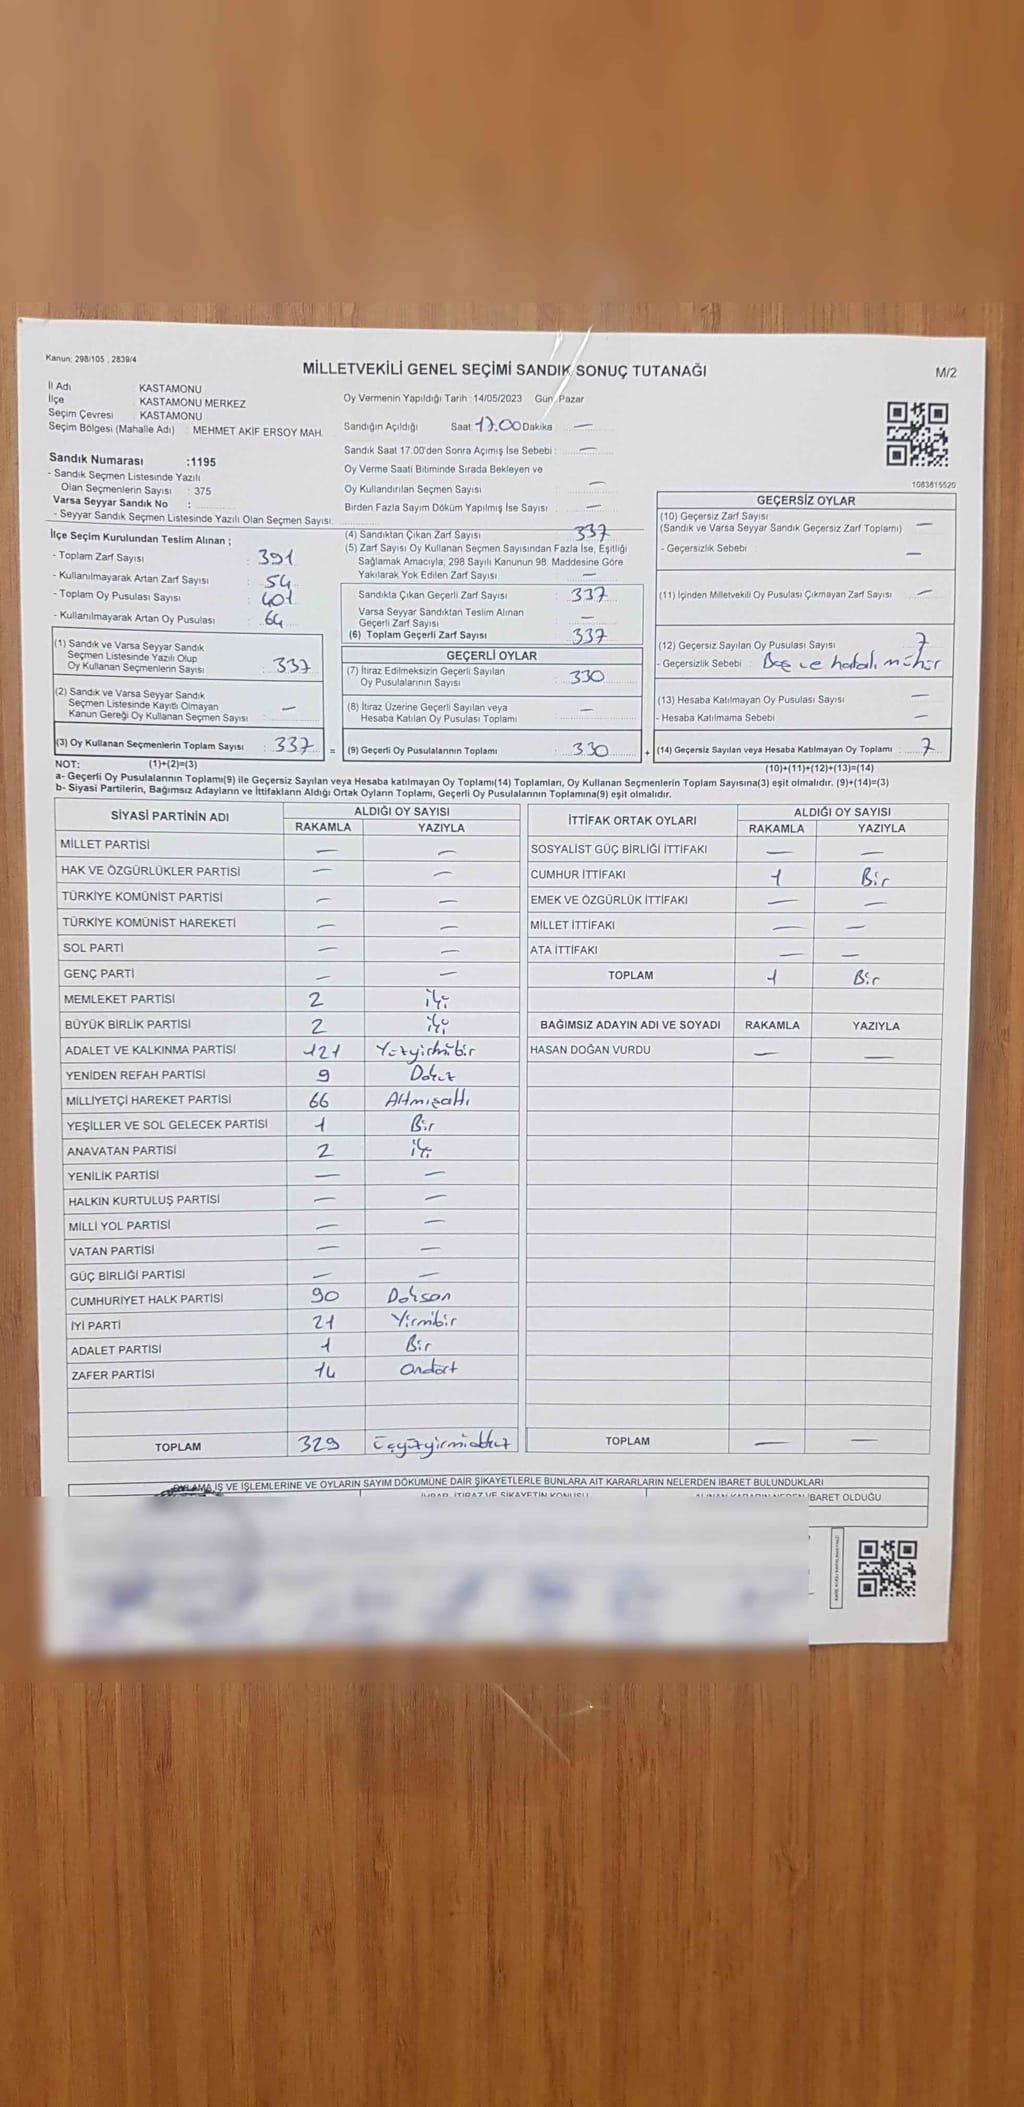 Kanun: 298/105 , 2839/4
MİLLETVEKİLİ GENEL SEÇİMİ SANDIK SONUÇ TUTANAĞI
M/2
İl Adı KASTAMONU
İlçe KASTAMONU MERKEZ
Seçim Çevresi : KASTAMONU
Seçim Bölgesi (Mahalle Adı) : MEHMET AKİF ERSOY MAH.
Sandık Numarası :1195
- Sandık Seçmen Listesinde Yazılı
Olan Seçmenlerin Sayısı : 375
Varsa Seyyar Sandık No :
- Seyyar Sandık Seçmen Listesinde Yazılı Olan Seçmen Sayısı:
Oy Vermenin Yapıldığı Tarih :14/05/2023 Gün Pazar
Sandığın Açıldığı Saat: 17.00 Dakika : —
Sandık Saat 17.00'den Sonra Açımış İse Sebebi : —
Oy Verme Saati Bitiminde Sırada Bekleyen ve
Oy Kullandırılan Seçmen Sayısı : —
Birden Fazla Sayım Döküm Yapılmış İse Sayısı : —
1083815520
İlçe Seçim Kurulundan Teslim Alınan ;
- Toplam Zarf Sayısı : 391
- Kullanılmayarak Artan Zarf Sayısı : 54
- Toplam Oy Pusulası Sayısı : 401
- Kullanılmayarak Artan Oy Pusulası : 64
(1) Sandık ve Varsa Seyyar Sandık
Seçmen Listesinde Yazılı Olup
Oy Kullanan Seçmenlerin Sayısı : 337
(2) Sandık ve Varsa Seyyar Sandık
Seçmen Listesinde Kayıtlı Olmayan
Kanun Gereği Oy Kullanan Seçmen Sayısı : —
(3) Oy Kullanan Seçmenlerin Toplam Sayısı : 337 =
(4) Sandıktan Çıkan Zarf Sayısı : 337
(5) Zarf Sayısı Oy Kullanan Seçmen Sayısından Fazla İse, Eşitliği
Sağlamak Amacıyla; 298 Sayılı Kanunun 98. Maddesine Göre
Yakılarak Yok Edilen Zarf Sayısı : —
Sandıkta Çıkan Geçerli Zarf Sayısı : 337
Varsa Seyyar Sandıktan Teslim Alınan
Geçerli Zarf Sayısı : —
(6) Toplam Geçerli Zarf Sayısı : 337
GEÇERLİ OYLAR
(7) İtiraz Edilmeksizin Geçerli Sayılan
Oy Pusulalarının Sayısı : 330
(8) İtiraz Üzerine Geçerli Sayılan veya
Hesaba Katılan Oy Pusulası Toplamı : —
(9) Geçerli Oy Pusulalarının Toplamı : 330 +
GEÇERSİZ OYLAR
(10) Geçersiz Zarf Sayısı
(Sandık ve Varsa Seyyar Sandık Geçersiz Zarf Toplamı) : —
- Geçersizlik Sebebi : —
(11) İçinden Milletvekili Oy Pusulası Çıkmayan Zarf Sayısı : —
(12) Geçersiz Sayılan Oy Pusulası Sayısı : 7
- Geçersizlik Sebebi : Boş ve hatalı mühür
(13) Hesaba Katılmayan Oy Pusulası Sayısı : —
- Hesaba Katılmama Sebebi : —
(14) Geçersiz Sayılan veya Hesaba Katılmayan Oy Toplamı : 7
NOT: (1)+(2)=(3) (10)+(11)+(12)+(13)=(14)
a- Geçerli Oy Pusulalarının Toplamı(9) ile Geçersiz Sayılan veya Hesaba katılmayan Oy Toplamı(14) Toplamları, Oy Kullanan Seçmenlerin Toplam Sayısına(3) eşit olmalıdır. (9)+(14)=(3)
b- Siyasi Partilerin, Bağımsız Adayların ve İttifakların Aldığı Ortak Oyların Toplamı, Geçerli Oy Pusulalarının Toplamına(9) eşit olmalıdır.
SİYASİ PARTİNİN ADI ALDIĞI OY SAYISI
RAKAMLA YAZIYLA
MİLLET PARTİSİ — —
HAK VE ÖZGÜRLÜKLER PARTİSİ — —
TÜRKİYE KOMÜNİST PARTİSİ — —
TÜRKİYE KOMÜNİST HAREKETİ — —
SOL PARTİ — —
GENÇ PARTİ — —
MEMLEKET PARTİSİ 2 iki
BÜYÜK BİRLİK PARTİSİ 2 iki
ADALET VE KALKINMA PARTİSİ 121 Yüzyirmibir
YENİDEN REFAH PARTİSİ 9 Dokuz
MİLLİYETÇİ HAREKET PARTİSİ 66 Altmışaltı
YEŞİLLER VE SOL GELECEK PARTİSİ 1 Bir
ANAVATAN PARTİSİ 2 iki
YENİLİK PARTİSİ — —
HALKIN KURTULUŞ PARTİSİ — —
MİLLİ YOL PARTİSİ — —
VATAN PARTİSİ — —
GÜÇ BİRLİĞİ PARTİSİ — —
CUMHURİYET HALK PARTİSİ 90 Doksan
İYİ PARTİ 21 Yirmibir
ADALET PARTİSİ 1 Bir
ZAFER PARTİSİ 14 Ondört
TOPLAM 329 Üçyüzyirmidokuz
İTTİFAK ORTAK OYLARI ALDIĞI OY SAYISI
RAKAMLA YAZIYLA
SOSYALİST GÜÇ BİRLİĞİ İTTİFAKI — —
CUMHUR İTTİFAKI 1 Bir
EMEK VE ÖZGÜRLÜK İTTİFAKI — —
MİLLET İTTİFAKI — —
ATA İTTİFAKI — —
TOPLAM 1 Bir
BAĞIMSIZ ADAYIN ADI VE SOYADI RAKAMLA YAZIYLA
HASAN DOĞAN VURDU — —
TOPLAM — —
İŞ VE İŞLEMLERİNE VE OYLARIN SAYIM DÖKÜMÜNE DAİR ŞİKAYETLERLE BUNLARA AİT KARARLARIN NELERDEN İBARET BULUNDUKLARI
İTİRAZ VE ŞİKAYETİN KONUSU
İBARET OLDUĞU